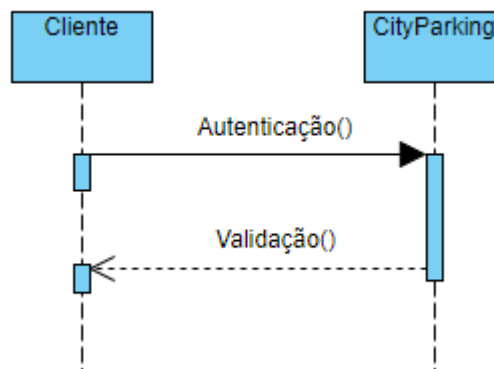 Cliente
CityParking
Autenticação()
Validação()